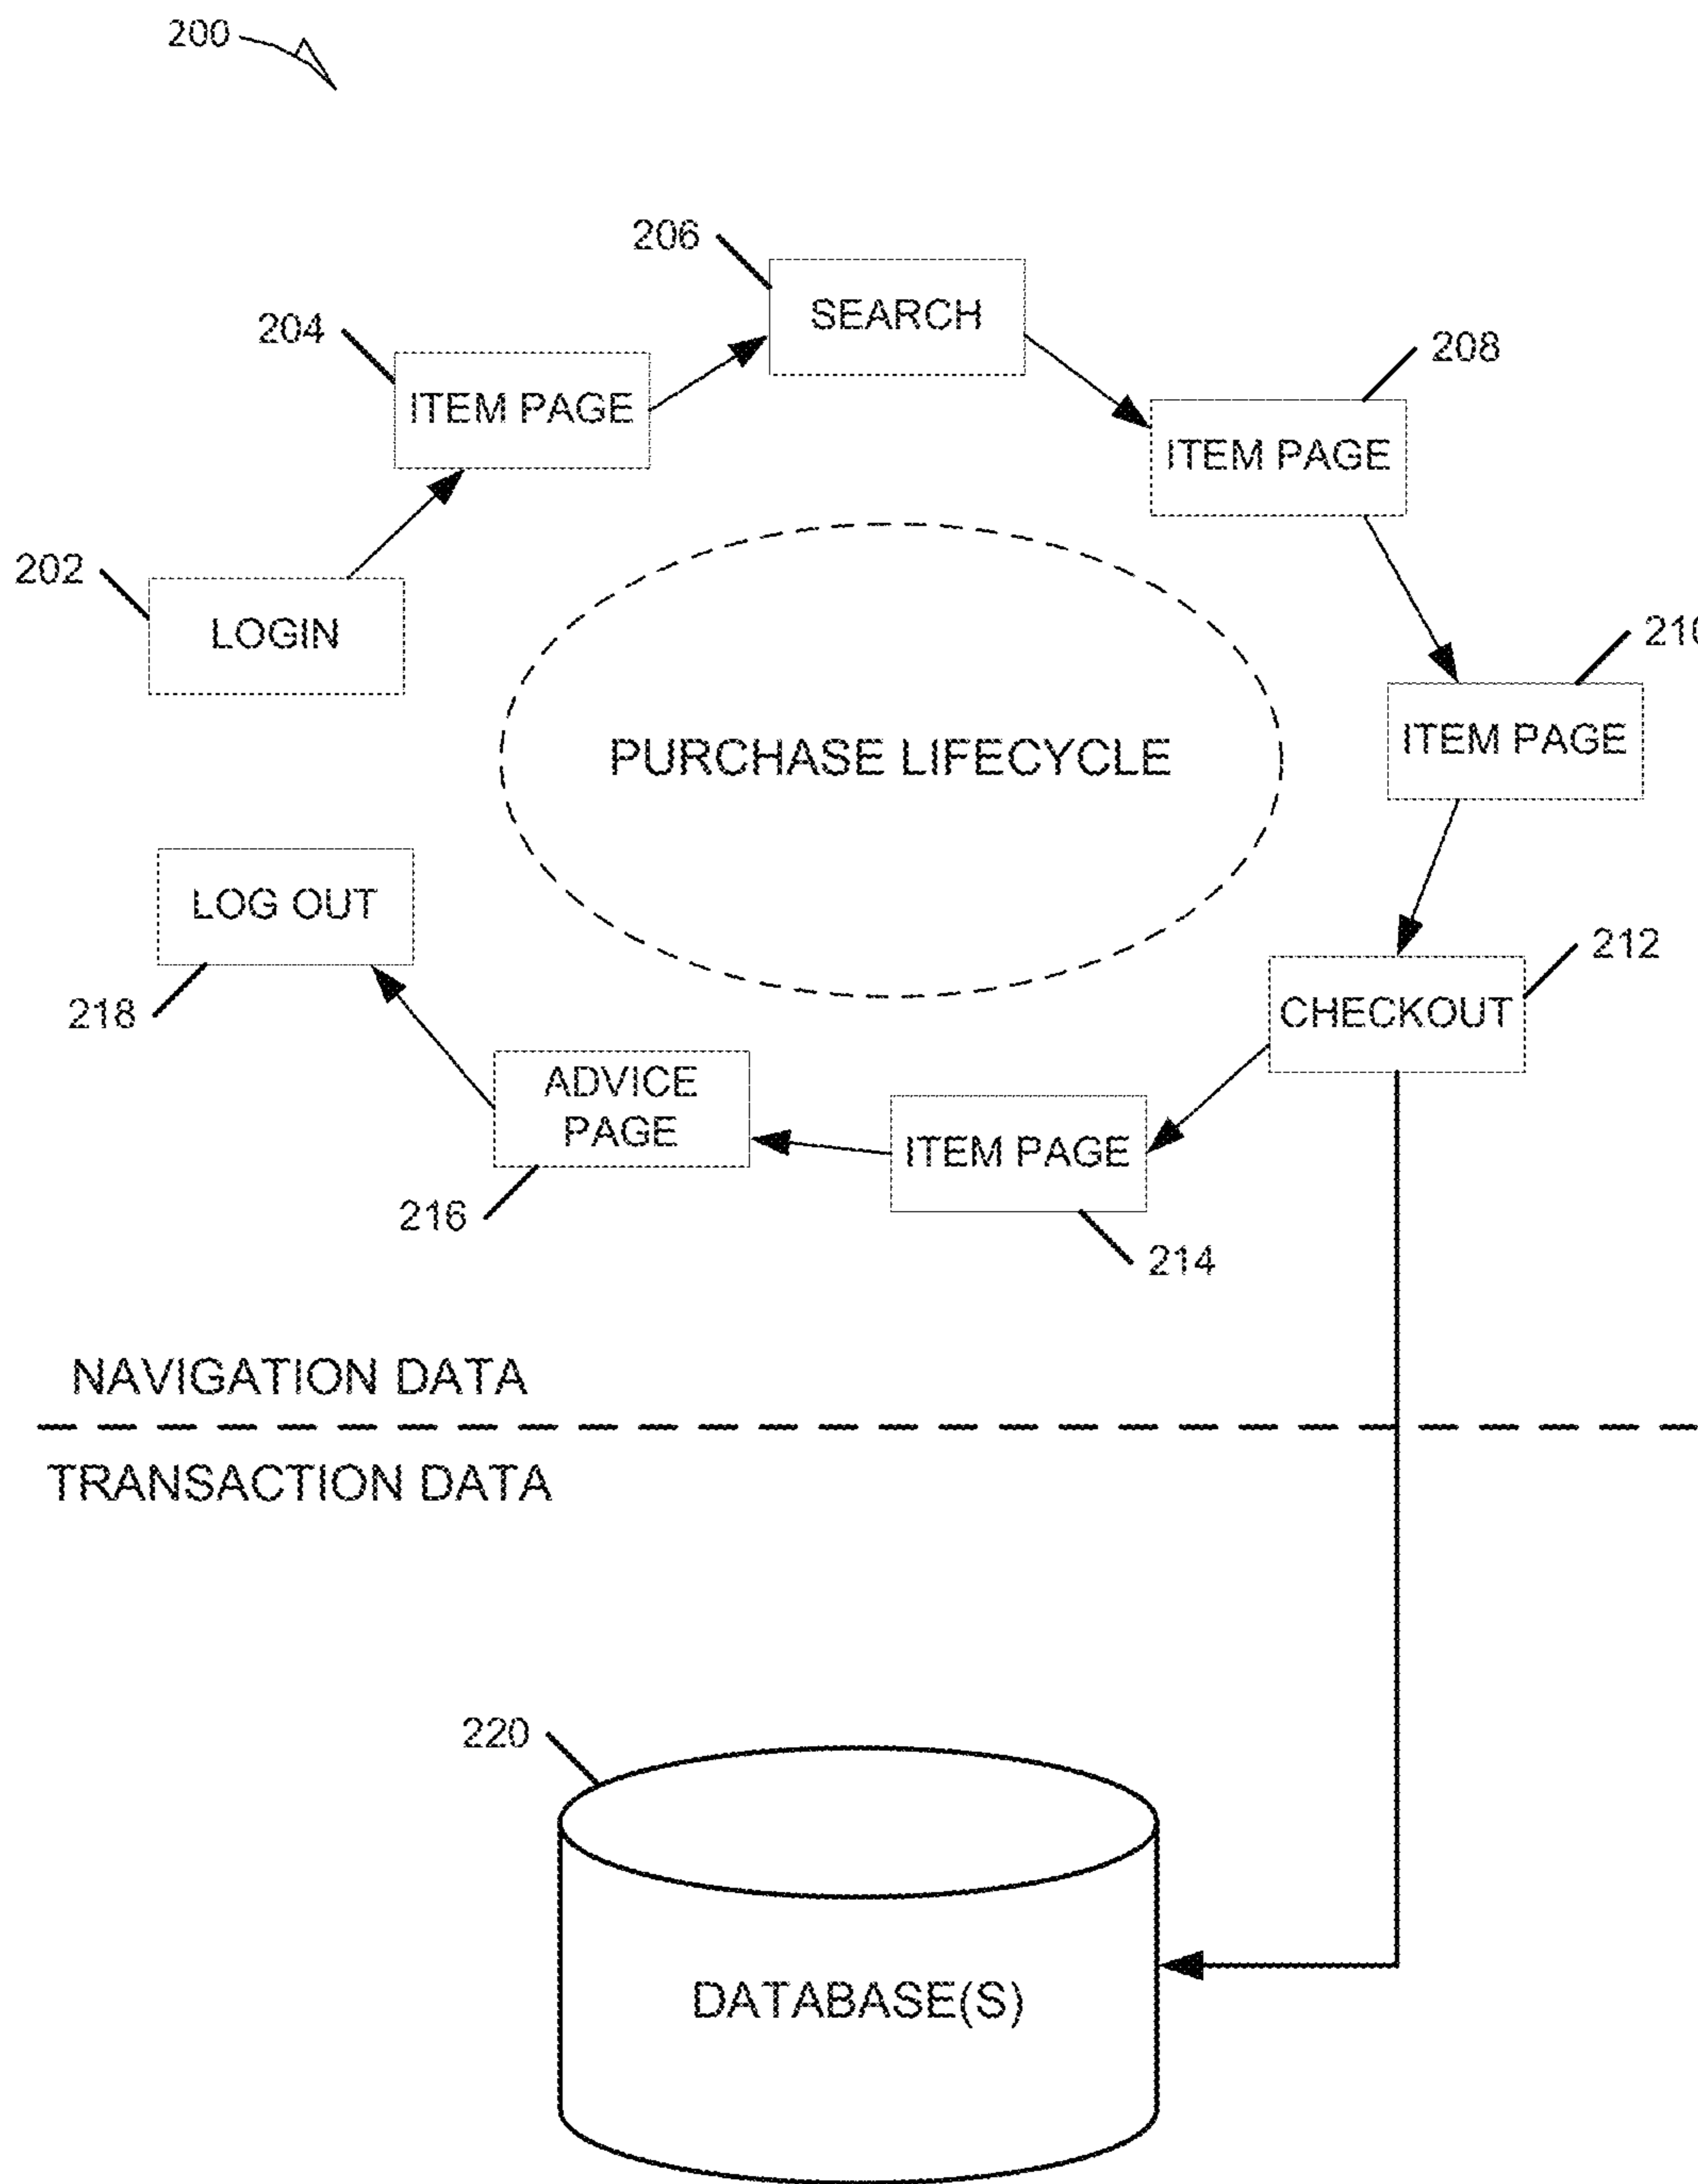 200
206
SEARCH
204
ITEM PAGE
208
ITEM PAGE
202
LOGIN
210
ITEM PAGE
PURCHASE LIFECYCLE
LOG OUT
218
212
CHECKOUT
ADVICE
PAGE
216
ITEM PAGE
214
NAVIGATION DATA
TRANSACTION DATA
220
DATABASE(S)